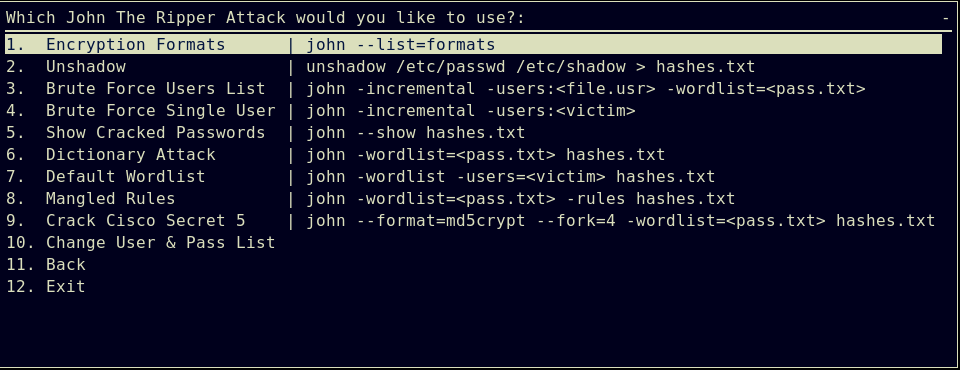 Which John The Ripper Attack would you like to use?: -
1. Encryption Formats | john --list=formats
2. Unshadow | unshadow /etc/passwd /etc/shadow > hashes.txt
3. Brute Force Users List | john -incremental -users:<file.usr> -wordlist=<pass.txt>
4. Brute Force Single User | john -incremental -users:<victim>
5. Show Cracked Passwords | john --show hashes.txt
6. Dictionary Attack | john -wordlist=<pass.txt> hashes.txt
7. Default Wordlist | john -wordlist -users=<victim> hashes.txt
8. Mangled Rules | john -wordlist=<pass.txt> -rules hashes.txt
9. Crack Cisco Secret 5 | john --format=md5crypt --fork=4 -wordlist=<pass.txt> hashes.txt
10. Change User & Pass List
11. Back
12. Exit